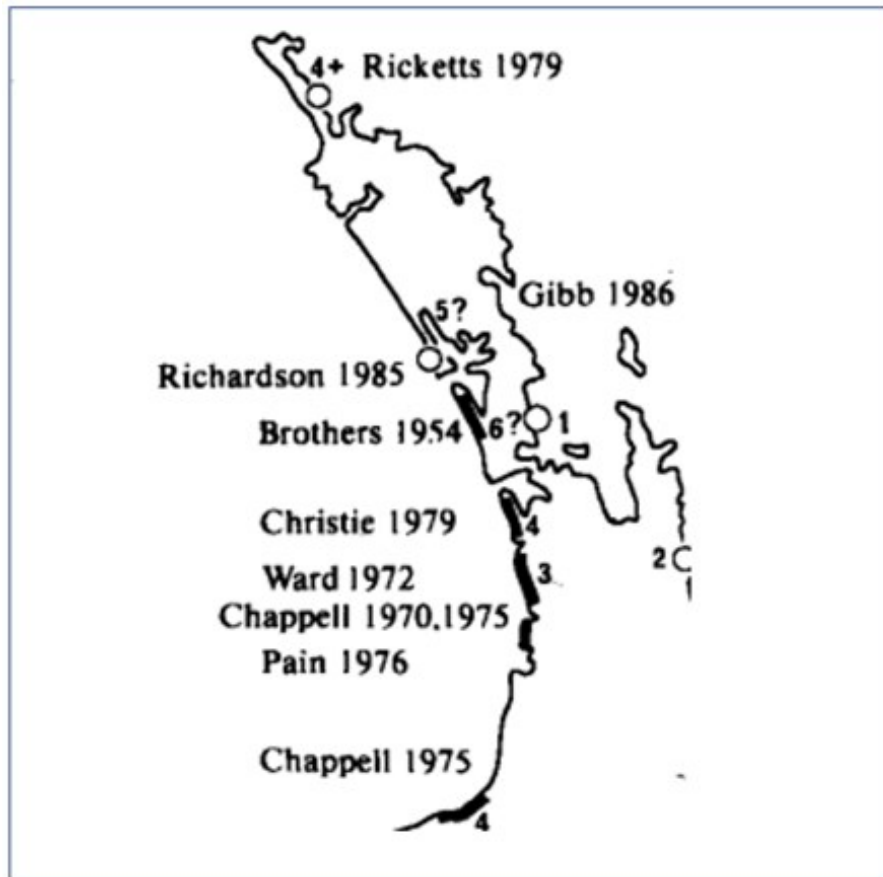 4+ Ricketts 1979
Gibb 1986
5?
Richardson 1985
Brothers 1954 6? 1
Christie 1979 4
2
Ward 1972 3
Chappell 1970,1975
Pain 1976
Chappell 1975
4